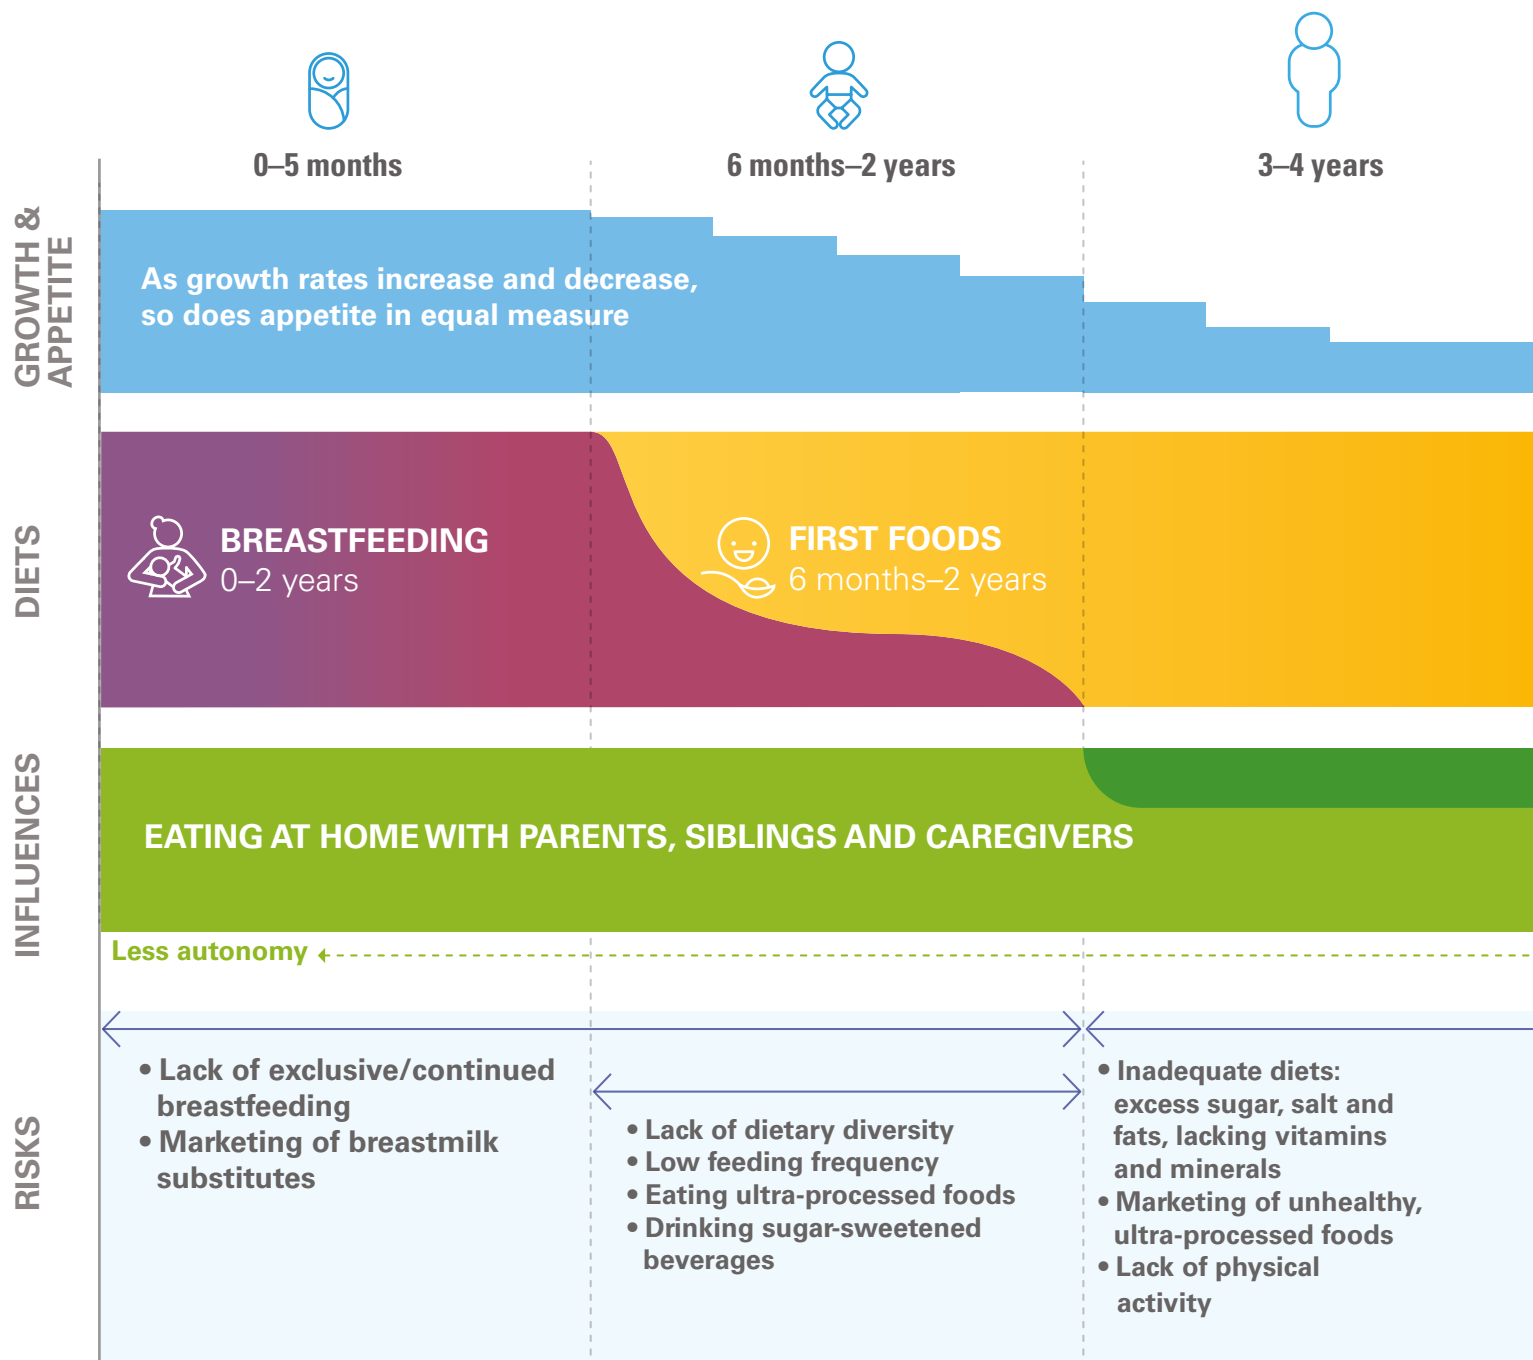 0–5 months
6 months–2 years
3–4 years
GROWTH &
APPETITE
As growth rates increase and decrease,
so does appetite in equal measure
DIETS
BREASTFEEDING
0–2 years
FIRST FOODS
6 months–2 years
INFLUENCES
EATING AT HOME WITH PARENTS, SIBLINGS AND CAREGIVERS
Less autonomy
RISKS
• Lack of exclusive/continued
breastfeeding
• Marketing of breastmilk
substitutes
• Lack of dietary diversity
• Low feeding frequency
• Eating ultra-processed foods
• Drinking sugar-sweetened
beverages
• Inadequate diets:
excess sugar, salt and
fats, lacking vitamins
and minerals
• Marketing of unhealthy,
ultra-processed foods
• Lack of physical
activity